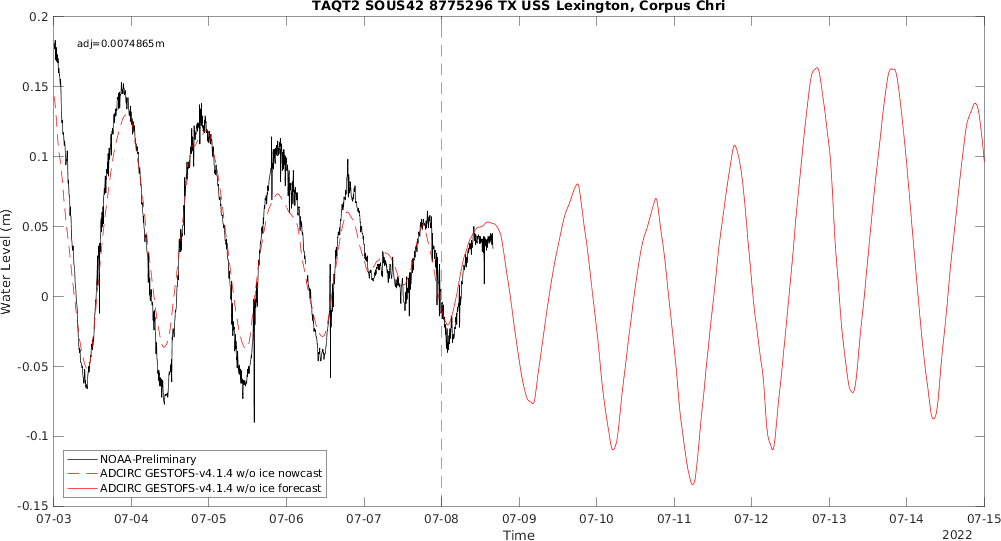 TAQT2 SOUS42 8775296 TX USS Lexington, Corpus Chri
adj=0.0074865m
0.2
0.15
0.1
0.05
0
-0.05
-0.1
-0.15
Water Level (m)
NOAA-Preliminary
ADCIRC GESTOFS-v4.1.4 w/o ice nowcast
ADCIRC GESTOFS-v4.1.4 w/o ice forecast
07-03 07-04 07-05 07-06 07-07 07-08 07-09 07-10 07-11 07-12 07-13 07-14 07-15
Time
2022